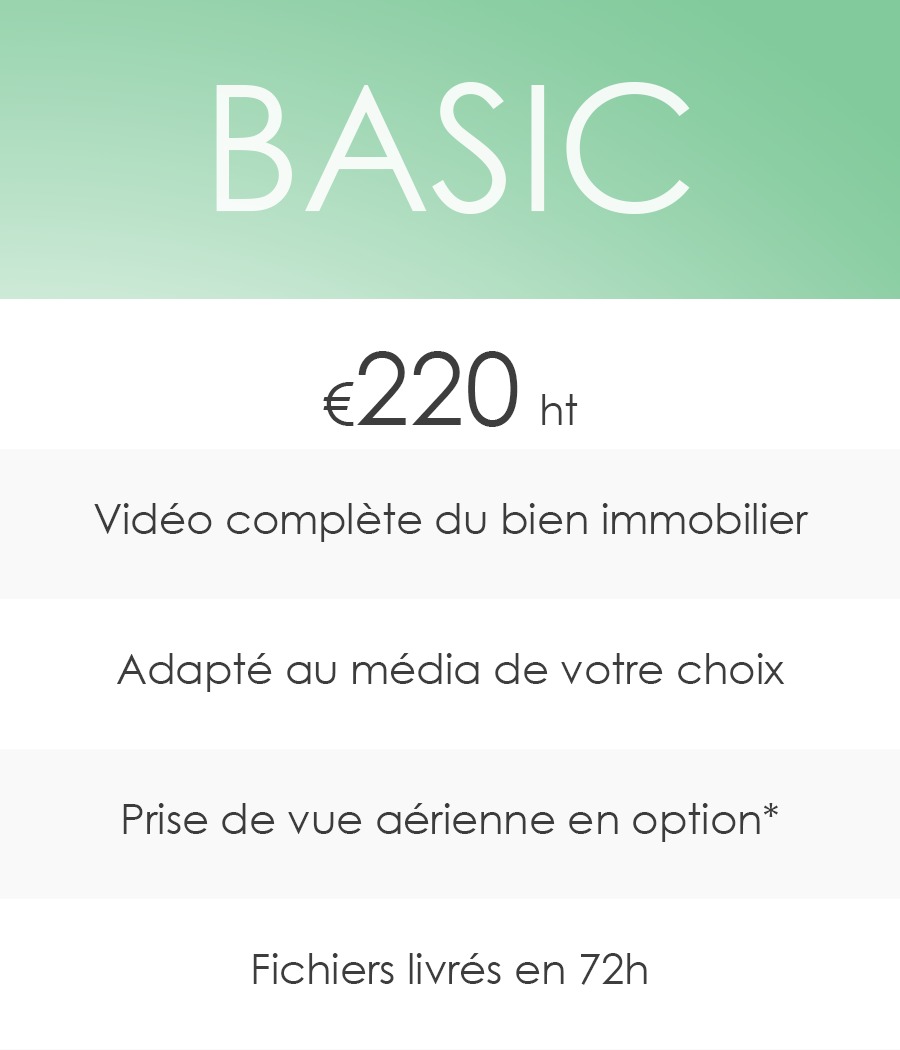 BASIC
€220 ht
Vidéo complète du bien immobilier
Adapté au média de votre choix
Prise de vue aérienne en option*
Fichiers livrés en 72h